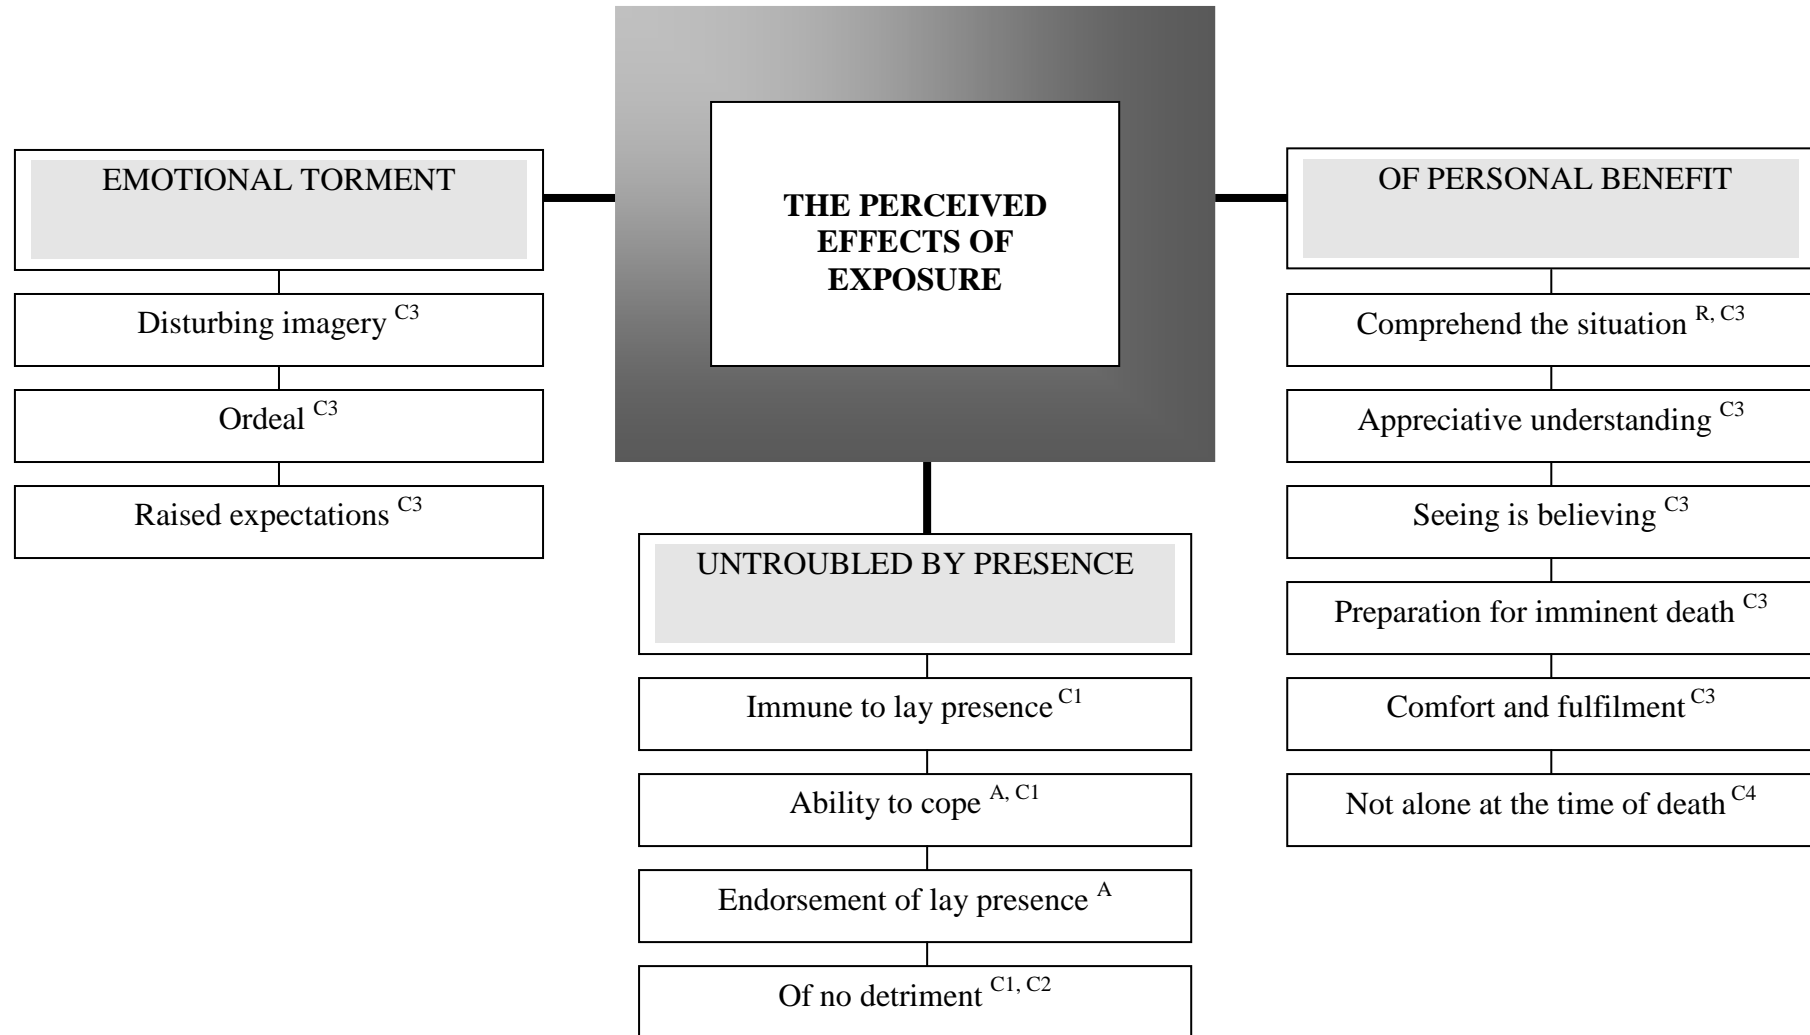 THE PERCEIVED
EFFECTS OF
EXPOSURE
EMOTIONAL TORMENT
Disturbing imagery C3
Ordeal C3
Raised expectations C3
UNTROUBLED BY PRESENCE
Immune to lay presence C1
Ability to cope A, C1
Endorsement of lay presence A
Of no detriment C1, C2
OF PERSONAL BENEFIT
Comprehend the situation R, C3
Appreciative understanding C3
Seeing is believing C3
Preparation for imminent death C3
Comfort and fulfilment C3
Not alone at the time of death C4